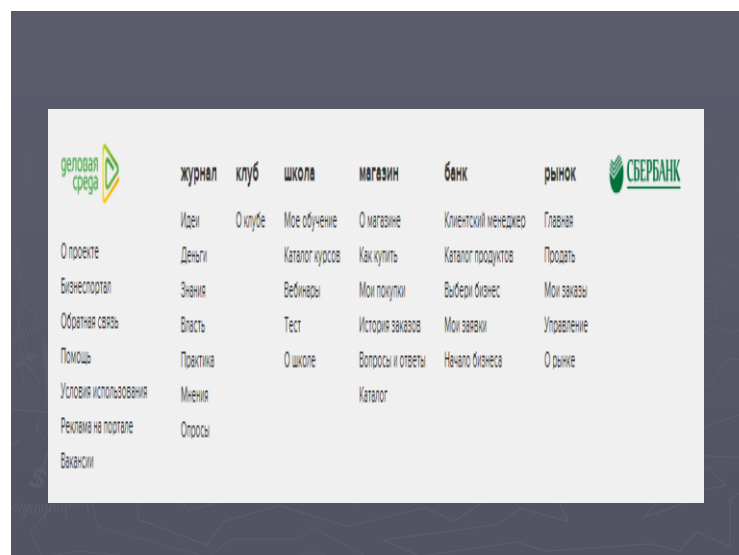 деловая
среда
О проекте
Бизнеспортал
Обратная связь
Помощь
Условия использования
Реклама на портале
Вакансии
журнал
Идеи
Деньги
Знания
Власть
Практика
Мнения
Опросы
клуб
О клубе
школа
Мое обучение
Каталог курсов
Вебинары
Тест
О школе
магазин
О магазине
Как купить
Мои покупки
История заказов
Вопросы и ответы
Каталог
банк
Клиентский менеджер
Каталог продуктов
Выбери бизнес
Мои заявки
Начало бизнеса
рынок
Главная
Продать
Мои заказы
Управление
О рынке
СБЕРБАНК